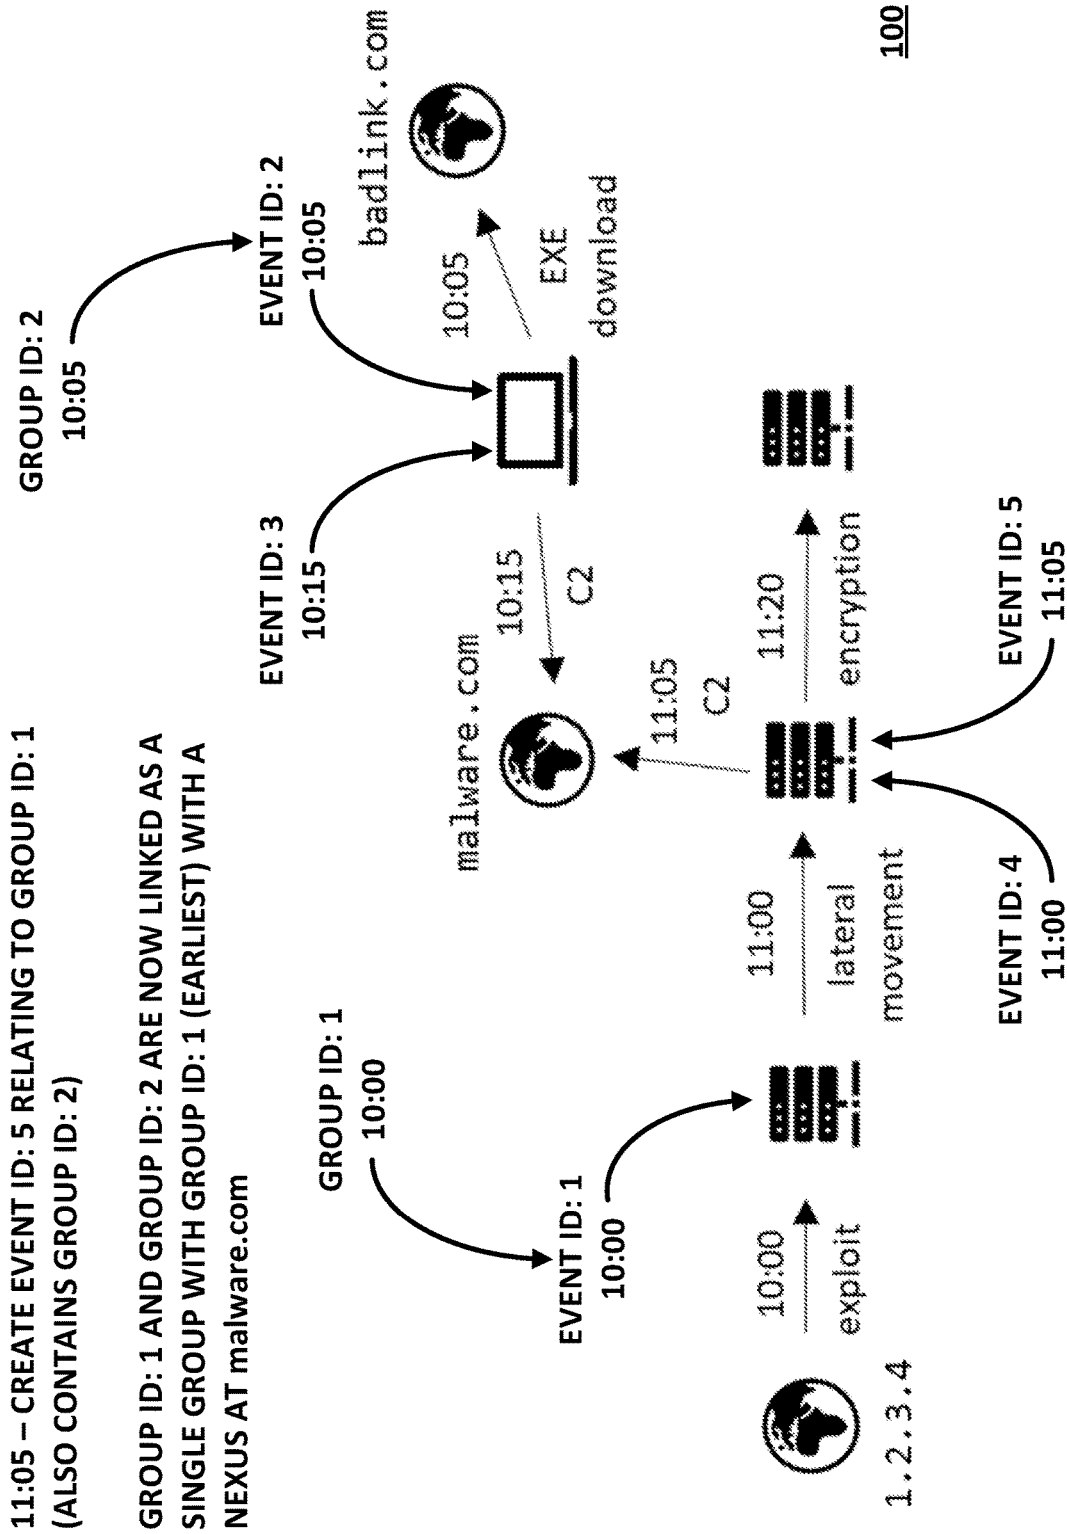 11:05 – CREATE EVENT ID: 5 RELATING TO GROUP ID: 1
(ALSO CONTAINS GROUP ID: 2)
GROUP ID: 1 AND GROUP ID: 2 ARE NOW LINKED AS A
SINGLE GROUP WITH GROUP ID: 1 (EARLIEST) WITH A
NEXUS AT malware.com
GROUP ID: 2
10:05
EVENT ID: 3
10:15
EVENT ID: 2
10:05
badlink.com
10:05
EXE
download
malware.com
10:15
C2
11:05
C2
GROUP ID: 1
10:00
EVENT ID: 1
10:00
1.2.3.4
10:00
exploit
11:00
lateral
movement
11:20
encryption
EVENT ID: 4
11:00
EVENT ID: 5
11:05
100